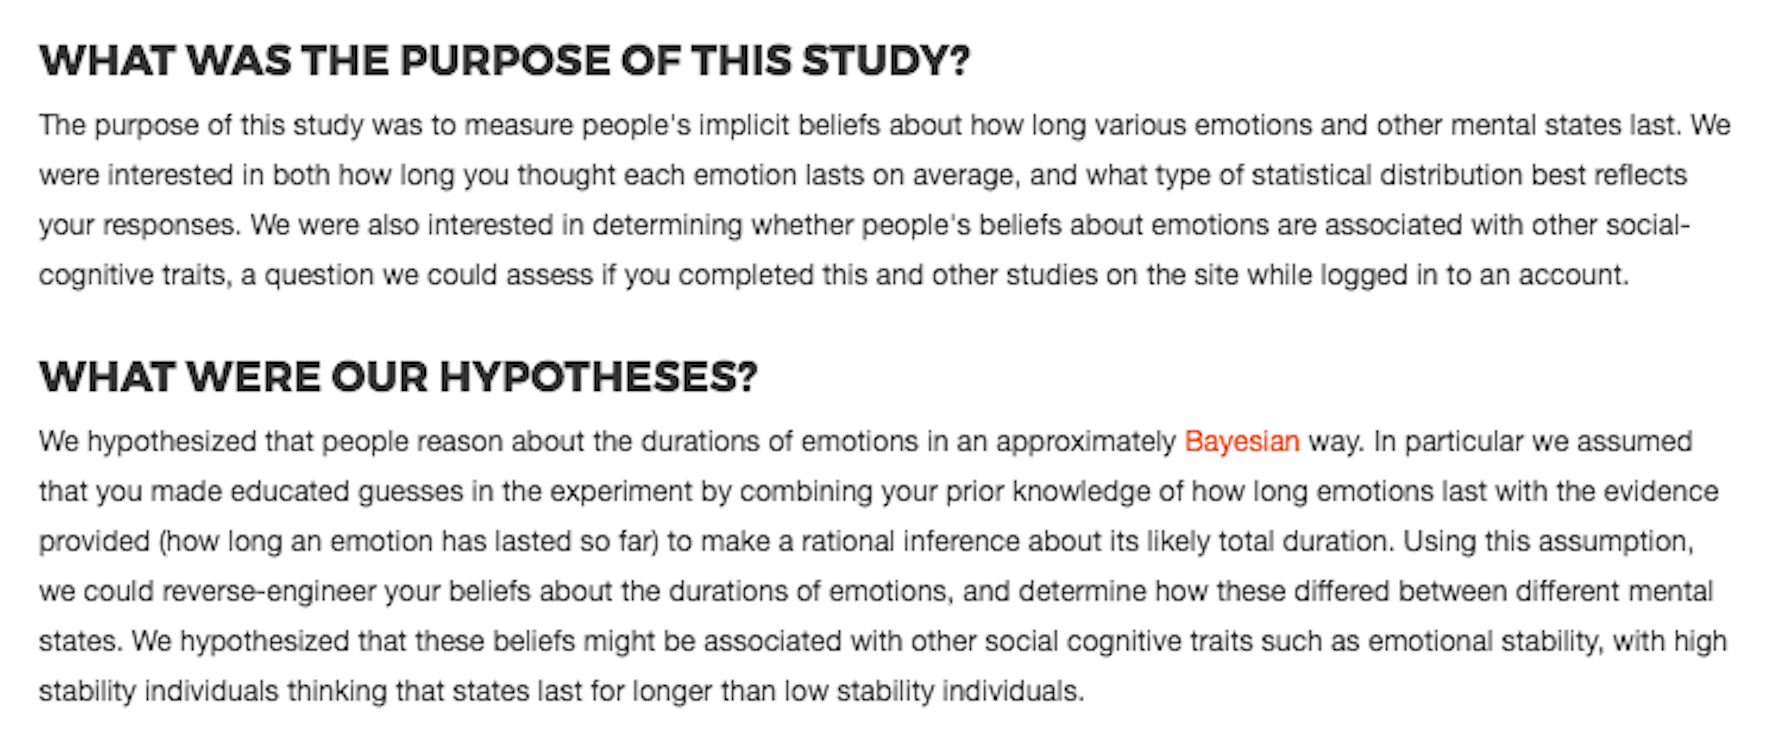 WHAT WAS THE PURPOSE OF THIS STUDY?
The purpose of this study was to measure people's implicit beliefs about how long various emotions and other mental states last. We
were interested in both how long you thought each emotion lasts on average, and what type of statistical distribution best reflects
your responses. We were also interested in determining whether people's beliefs about emotions are associated with other social-
cognitive traits, a question we could assess if you completed this and other studies on the site while logged in to an account.
WHAT WERE OUR HYPOTHESES?
We hypothesized that people reason about the durations of emotions in an approximately Bayesian way. In particular we assumed
that you made educated guesses in the experiment by combining your prior knowledge of how long emotions last with the evidence
provided (how long an emotion has lasted so far) to make a rational inference about its likely total duration. Using this assumption,
we could reverse-engineer your beliefs about the durations of emotions, and determine how these differed between different mental
states. We hypothesized that these beliefs might be associated with other social cognitive traits such as emotional stability, with high
stability individuals thinking that states last for longer than low stability individuals.